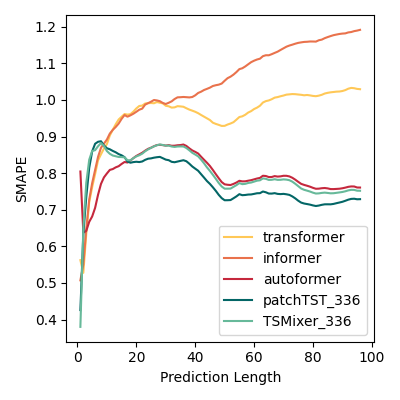 1.2
1.1
1.0
0.9
0.8
0.7
0.6
0.5
0.4
SMAPE
transformer
informer
autoformer
patchTST_336
TSMixer_336
0 20 40 60 80 100
Prediction Length